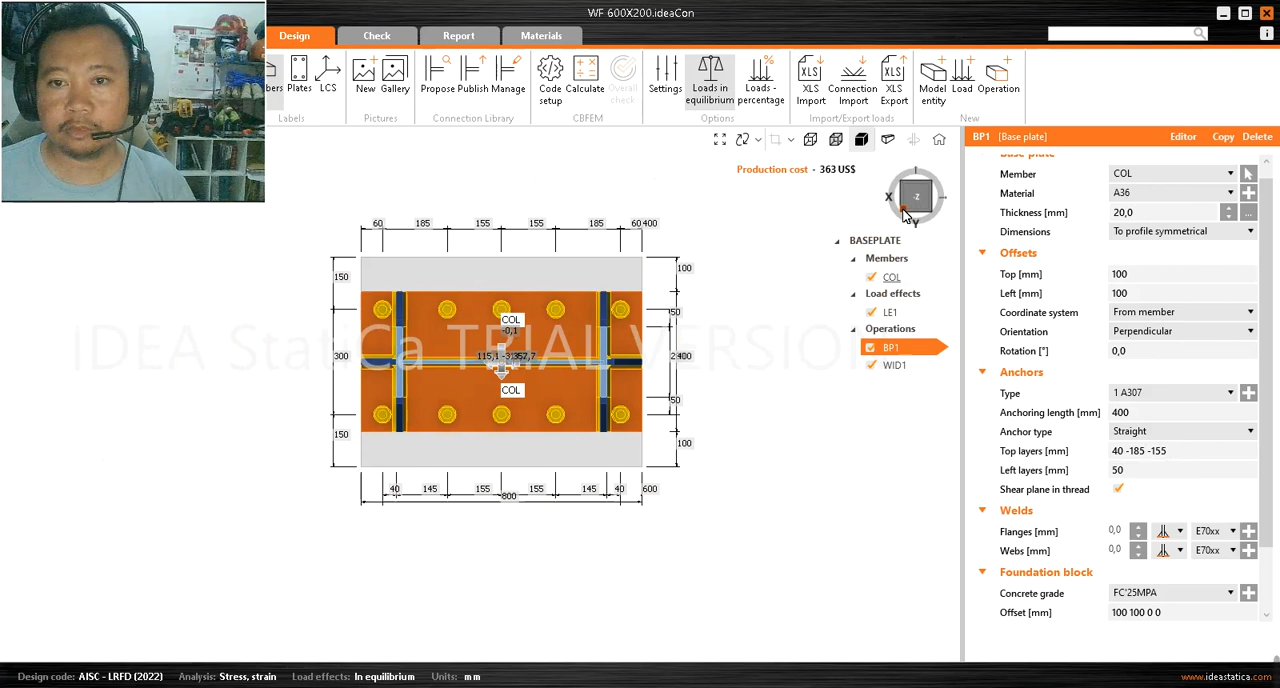 WF 600X200.ideaCon
Design
Check
Report
Materials
Plates
LCS
New
Gallery
Propose
Publish
Manage
Code setup
Calculate
Overall check
Settings
Loads in equilibrium
Loads - percentage
XLS Import
Connection Import
XLS Export
Model entity
Load
Operation
Labels
Pictures
Connection Library
CBFEM
Options
Import/Export loads
New
Production cost - 363 US$
X
-Z
Y
BASEPLATE
Members
COL
Load effects
LE1
Operations
BP1
WID1
60
185
155
155
185
60 400
150
300
150
100
400
50
100
COL
-0,1
COL
40
145
155
155
145
40
600
800
IDEA StatiCa TRIAL VERSION
BP1 [Base plate]
Editor
Copy
Delete
Base plate
Member COL
Material A36
Thickness [mm] 20,0
Dimensions To profile symmetrical
Offsets
Top [mm] 100
Left [mm] 100
Coordinate system From member
Orientation Perpendicular
Rotation [°] 0,0
Anchors
Type 1 A307
Anchoring length [mm] 400
Anchor type Straight
Top layers [mm] 40 -185 -155
Left layers [mm] 50
Shear plane in thread
Welds
Flanges [mm] 0,0 E70xx
Webs [mm] 0,0 E70xx
Foundation block
Concrete grade FC'25MPA
Offset [mm] 100 100 0 0
Design code: AISC - LRFD (2022) Analysis: Stress, strain Load effects: In equilibrium Units: mm
www.ideastatica.com